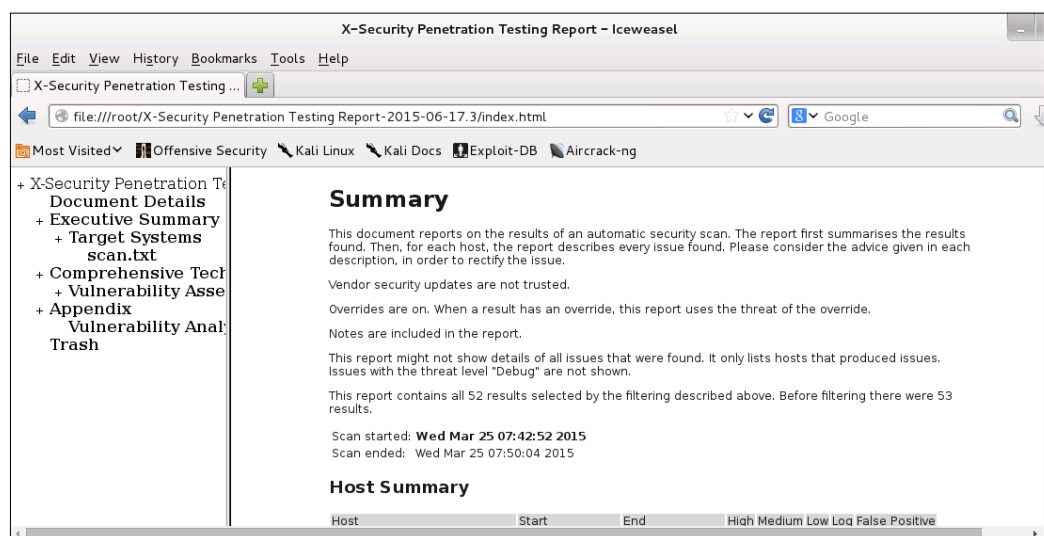 X-Security Penetration Testing Report - Iceweasel
File Edit View History Bookmarks Tools Help
X-Security Penetration Testing ...
file:///root/X-Security Penetration Testing Report-2015-06-17.3/index.html
Google
Most Visited Offensive Security Kali Linux Kali Docs Exploit-DB Aircrack-ng
+ X-Security Penetration Te
Document Details
+ Executive Summary
+ Target Systems
scan.txt
+ Comprehensive Tech
+ Vulnerability Asse
+ Appendix
Vulnerability Analy
Trash
Summary
This document reports on the results of an automatic security scan. The report first summarises the results
found. Then, for each host, the report describes every issue found. Please consider the advice given in each
description, in order to rectify the issue.
Vendor security updates are not trusted.
Overrides are on. When a result has an override, this report uses the threat of the override.
Notes are included in the report.
This report might not show details of all issues that were found. It only lists hosts that produced issues.
Issues with the threat level "Debug" are not shown.
This report contains all 52 results selected by the filtering described above. Before filtering there were 53
results.
Scan started: Wed Mar 25 07:42:52 2015
Scan ended: Wed Mar 25 07:50:04 2015
Host Summary
Host Start End High Medium Low Log False Positive